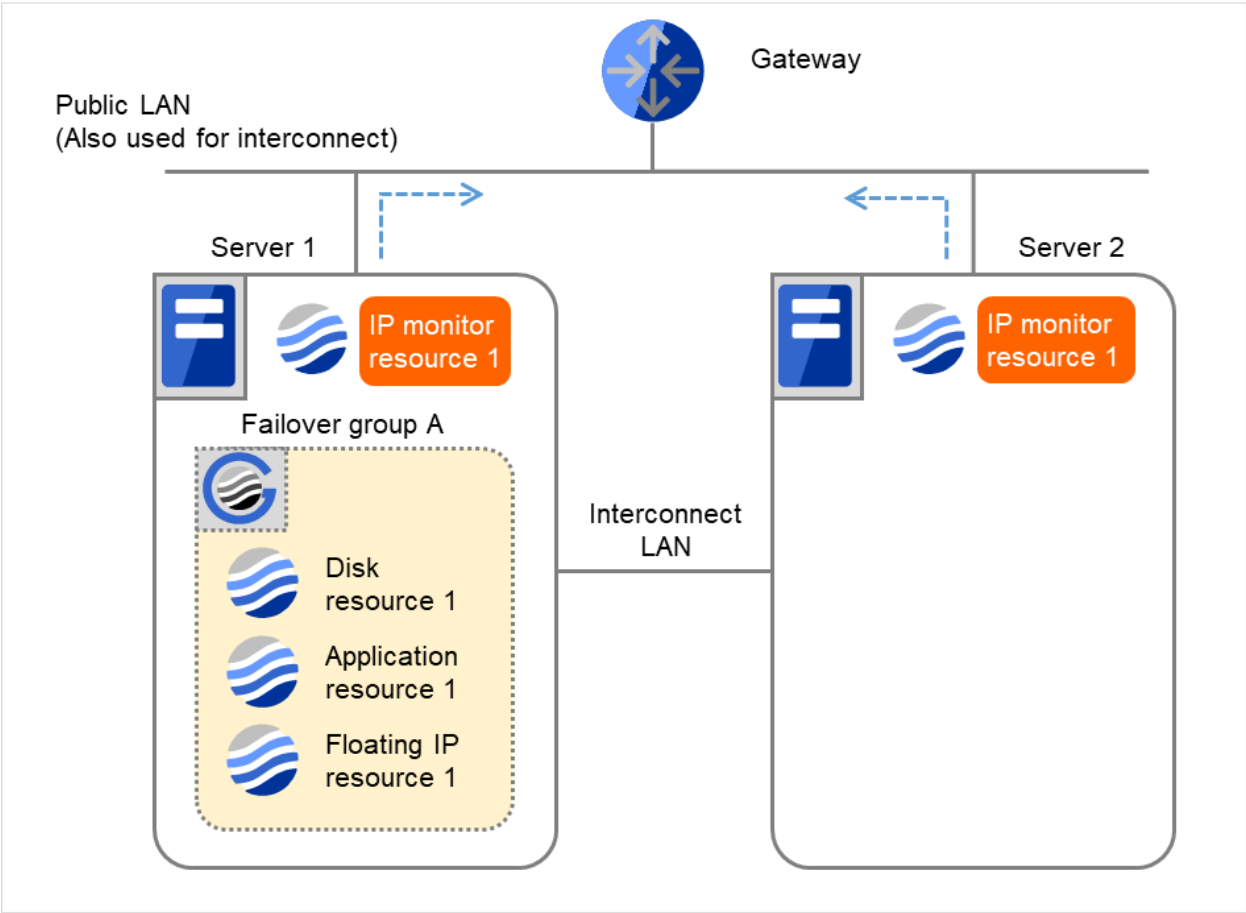 Gateway
Public LAN
(Also used for interconnect)
Server 1
Server 2
IP monitor
resource 1
IP monitor
resource 1
Failover group A
Interconnect
LAN
Disk
resource 1
Application
resource 1
Floating IP
resource 1